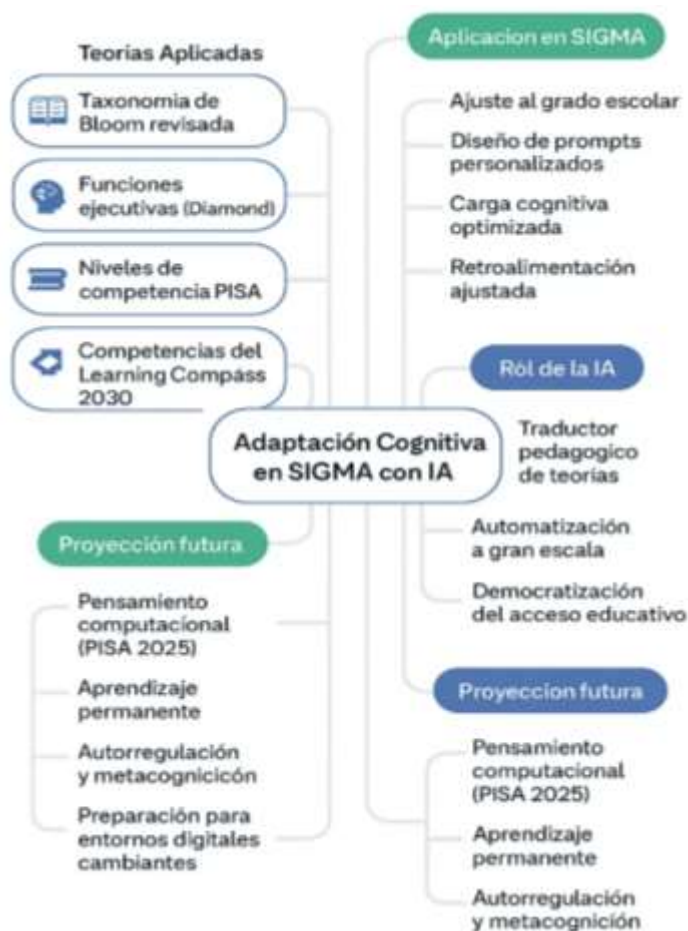 Teorias Aplicadas
Taxonomia de
Bloom revisada
Funciones
ejecutivas (Diamond)
Niveles de
competencia PISA
Competencias del
Learning Compass
2030
Aplicacion en SIGMA
Ajuste al grado escolar
Diseño de prompts
personalizados
Carga cognitiva
optimizada
Retroalimentación
ajustada
Ról de la IA
Traductor
pedagogico
de teorías
Automatización
a gran escala
Democratización
del acceso educativo
Adaptación Cognitiva
en SIGMA con IA
Proyección futura
Pensamiento
computacional
(PISA 2025)
Aprendizaje
permanente
Autorregulación
y metacognicicón
Preparación para
entornos digitales
cambiantes
Proyeccion futura
Pensamiento
computacional
(PISA 2025)
Aprendizaje
permanente
Autorregulación
y metacognición